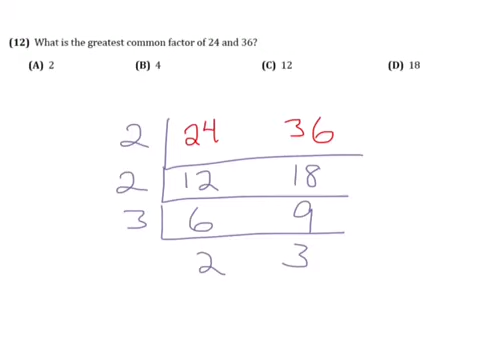 (12) What is the greatest common factor of 24 and 36?
(A) 2 (B) 4 (C) 12 (D) 18
2 24 36
2 12 18
3 6 9
2 3